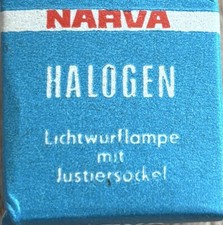 NARVA
HALOGEN
Lichtwurflampe
mit
Justiersockel